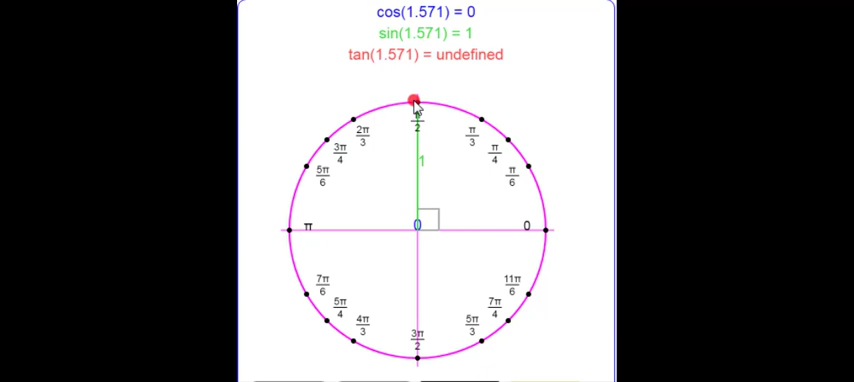 cos(1.571) = 0
sin(1.571) = 1
tan(1.571) = undefined
π/2
2π/3
π/3
3π/4
π/4
1
5π/6
π/6
π
0
0
7π/6
11π/6
5π/4
7π/4
4π/3
5π/3
3π/2